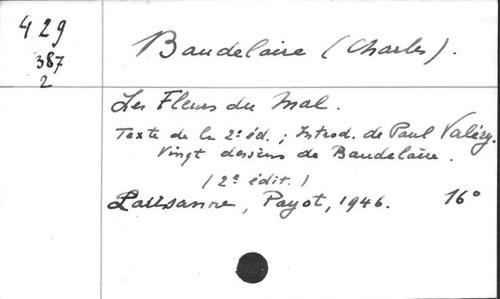 429
387
2
Baudelaire (Charles).
Les Fleurs du Mal.
Texte de la 2e éd. ; Introd. de Paul Valéry.
Vingt dessins de Baudelaire.
(2e édit.)
Lausanne, Payot, 1946. 16°